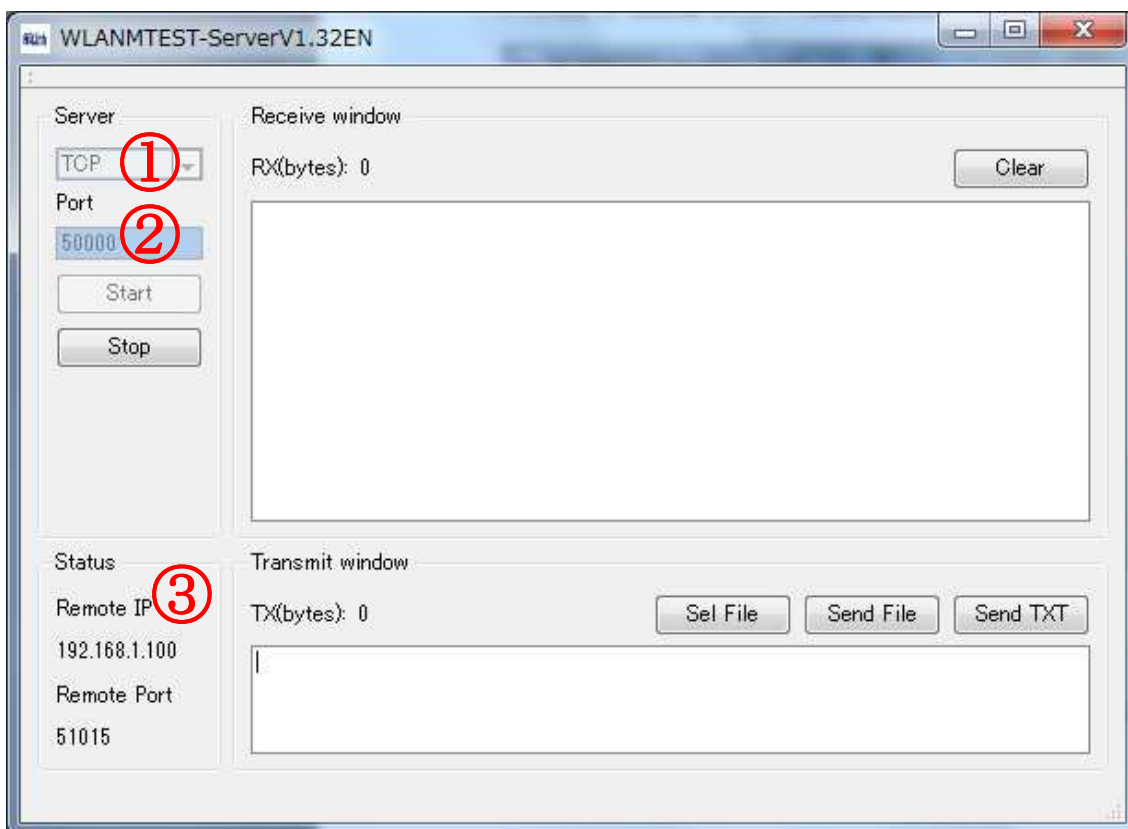 WLANMTEST-ServerV1.32EN
Server
TCP ①
Port
50000 ②
Start
Stop
Receive window
RX(bytes): 0
Clear
Status
Remote IP ③
192.168.1.100
Remote Port
51015
Transmit window
TX(bytes): 0
Sel File
Send File
Send TXT